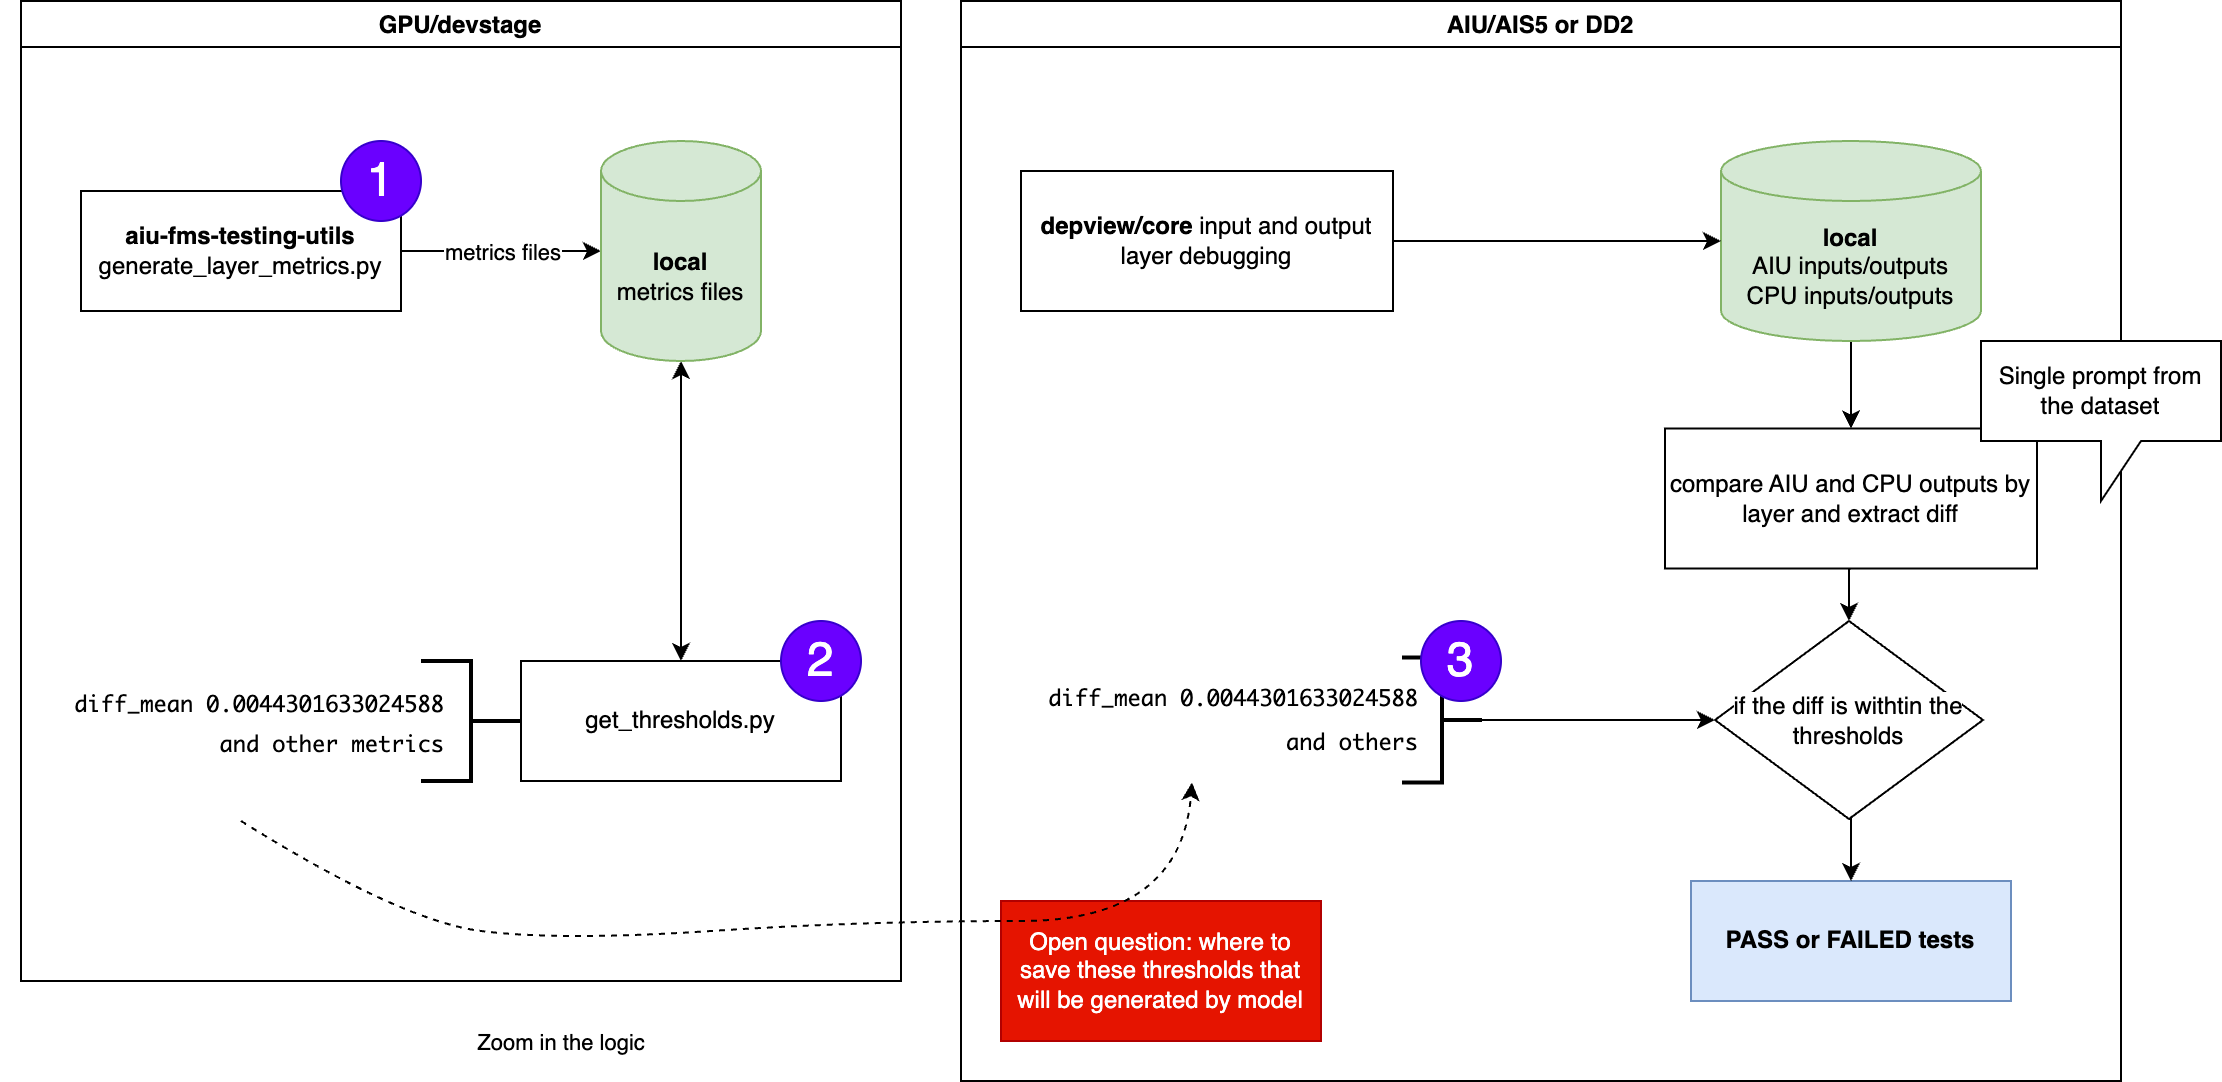 GPU/devstage
1
aiu-fms-testing-utils
generate_layer_metrics.py
metrics files
local
metrics files
2
get_thresholds.py
diff_mean 0.0044301633024588
and other metrics
Zoom in the logic
AIU/AIS5 or DD2
depview/core input and output
layer debugging
local
AIU inputs/outputs
CPU inputs/outputs
Single prompt from
the dataset
compare AIU and CPU outputs by
layer and extract diff
3
diff_mean 0.0044301633024588
and others
if the diff is withtin the
thresholds
Open question: where to
save these thresholds that
will be generated by model
PASS or FAILED tests